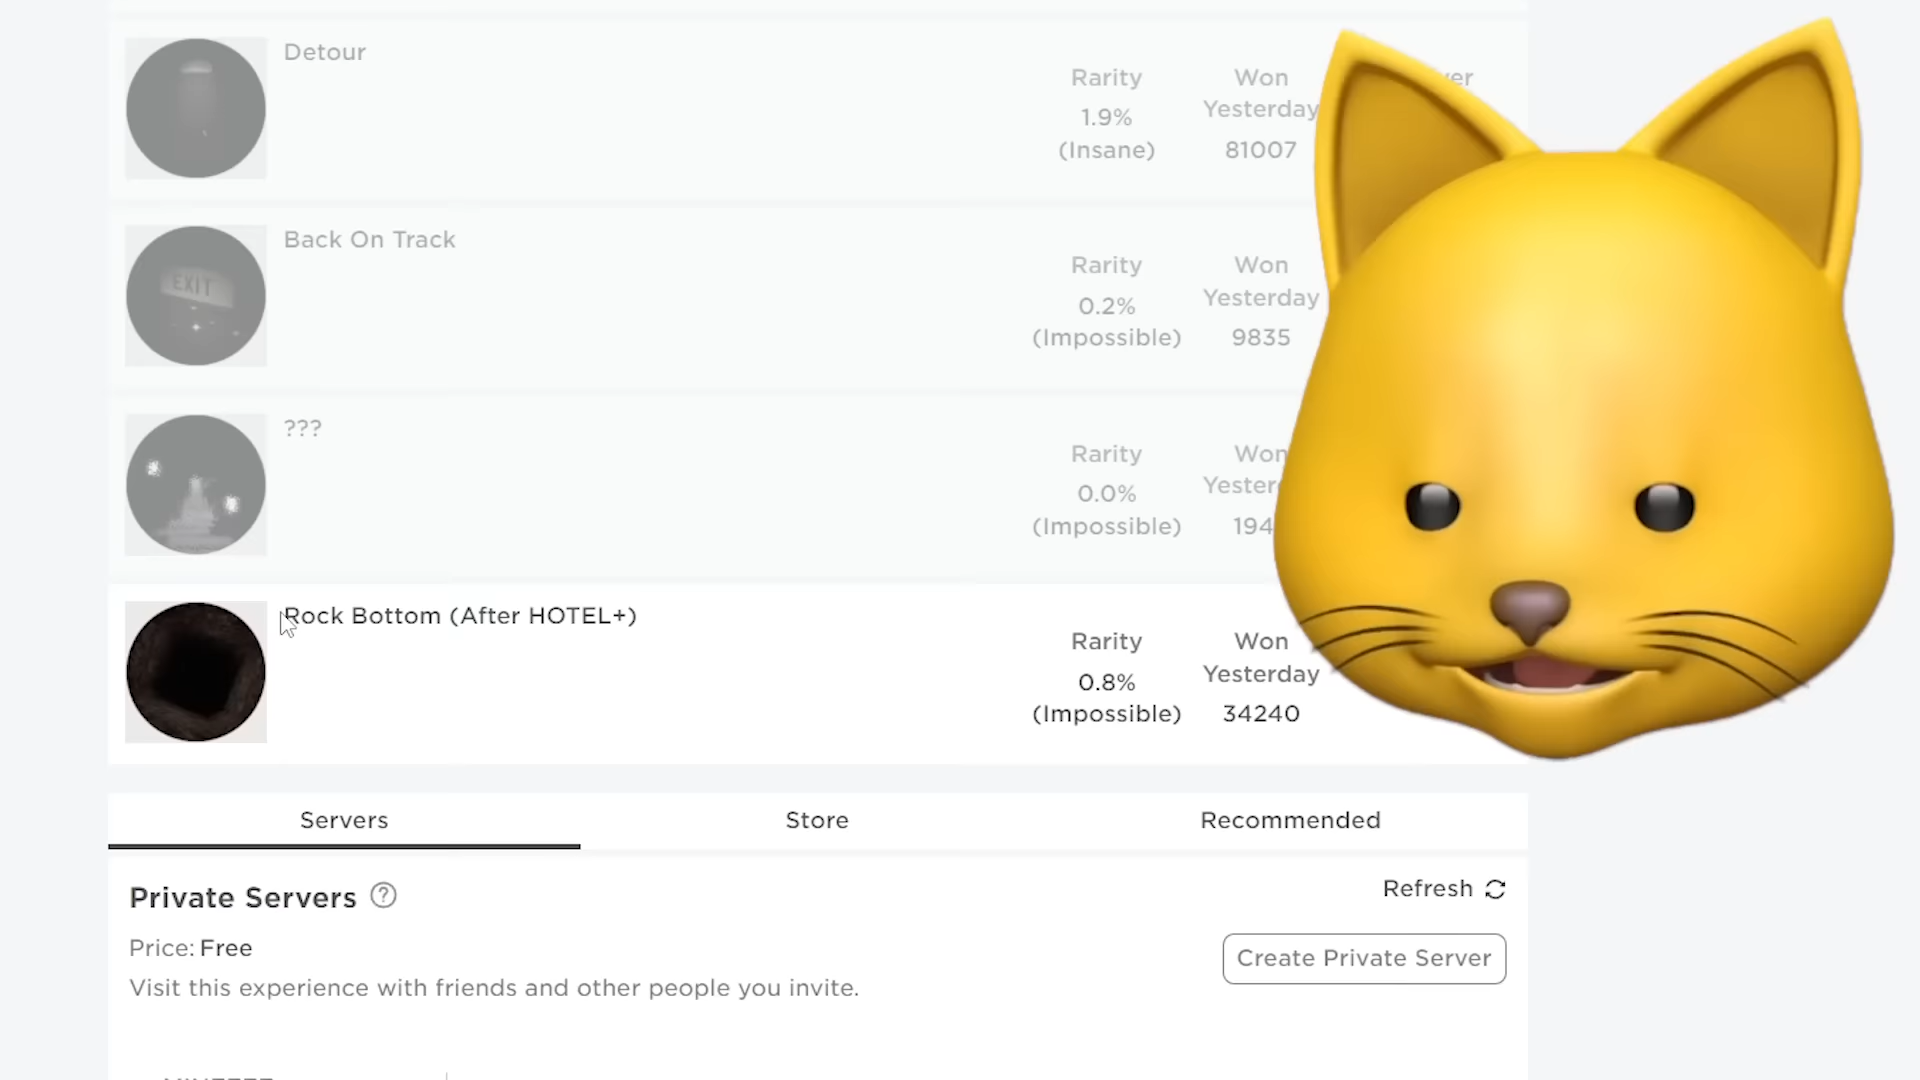 Detour
Rarity
Won
Yesterday
1.9%
(Insane)
81007
Back On Track
EXIT
Rarity
Won
Yesterday
0.2%
(Impossible)
9835
???
Rarity
Won
0.0%
(Impossible)
Rock Bottom (After HOTEL+)
Rarity
Won
Yesterday
0.8%
(Impossible)
34240
Servers
Store
Recommended
Private Servers ?
Refresh
Price: Free
Create Private Server
Visit this experience with friends and other people you invite.